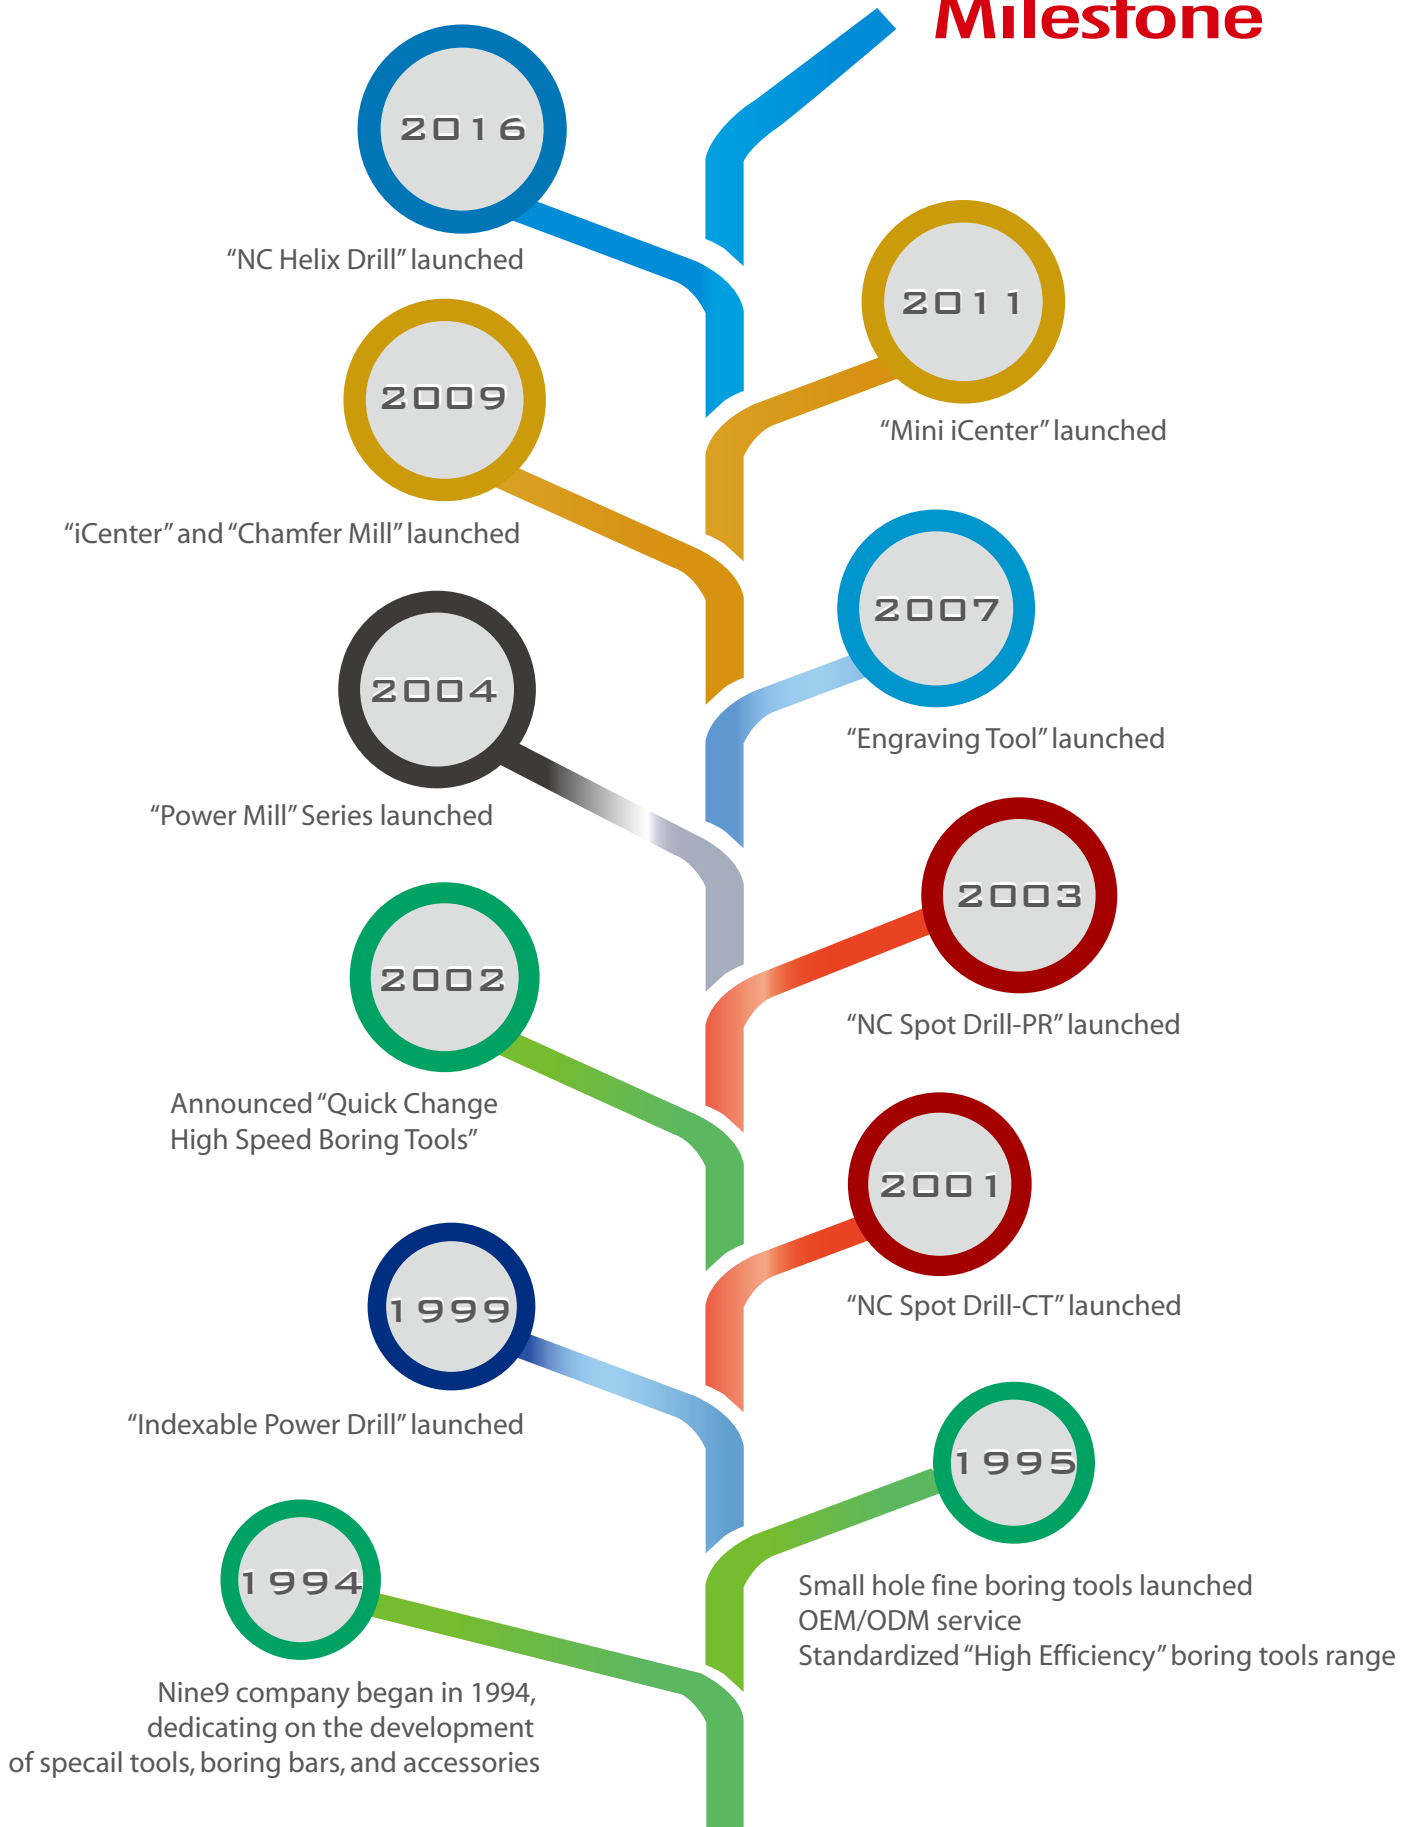 Milestone
2016
“NC Helix Drill” launched
2011
“Mini iCenter” launched
2009
“iCenter” and “Chamfer Mill” launched
2007
“Engraving Tool” launched
2004
“Power Mill” Series launched
2003
“NC Spot Drill-PR” launched
2002
Announced “Quick Change
High Speed Boring Tools”
2001
“NC Spot Drill-CT” launched
1999
“Indexable Power Drill” launched
1995
Small hole fine boring tools launched
OEM/ODM service
Standardized “High Efficiency” boring tools range
1994
Nine9 company began in 1994,
dedicating on the development
of specail tools, boring bars, and accessories